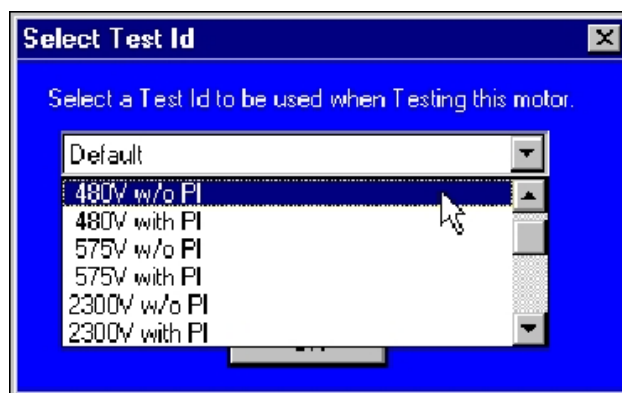 Select Test Id
Select a Test Id to be used when Testing this motor.
Default
480V w/o PI
480V with PI
575V w/o PI
575V with PI
2300V w/o PI
2300V with PI